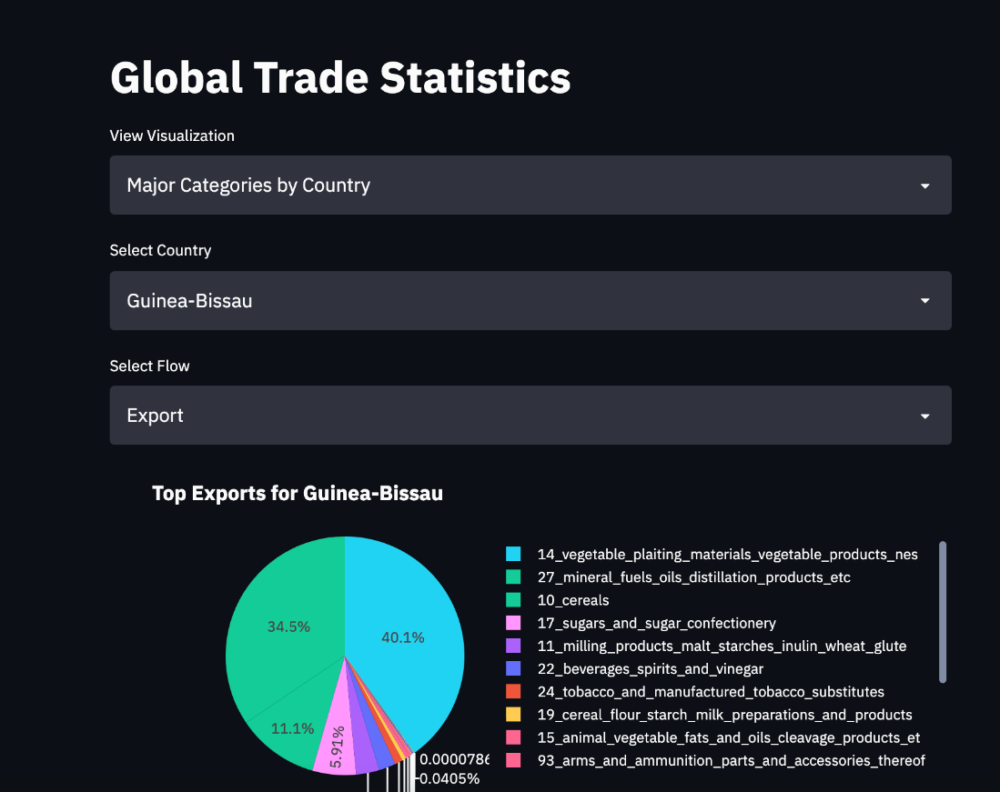 Global Trade Statistics
View Visualization
Major Categories by Country
Select Country
Guinea-Bissau
Select Flow
Export
Top Exports for Guinea-Bissau
34.5%
40.1%
11.1%
5.91%
0.0000786
0.0405%
14_vegetable_plaiting_materials_vegetable_products_nes
27_mineral_fuels_oils_distillation_products_etc
10_cereals
17_sugars_and_sugar_confectionery
11_milling_products_malt_starches_inulin_wheat_glute
22_beverages_spirits_and_vinegar
24_tobacco_and_manufactured_tobacco_substitutes
19_cereal_flour_starch_milk_preparations_and_products
15_animal_vegetable_fats_and_oils_cleavage_products_et
93_arms_and_ammunition_parts_and_accessories_thereof